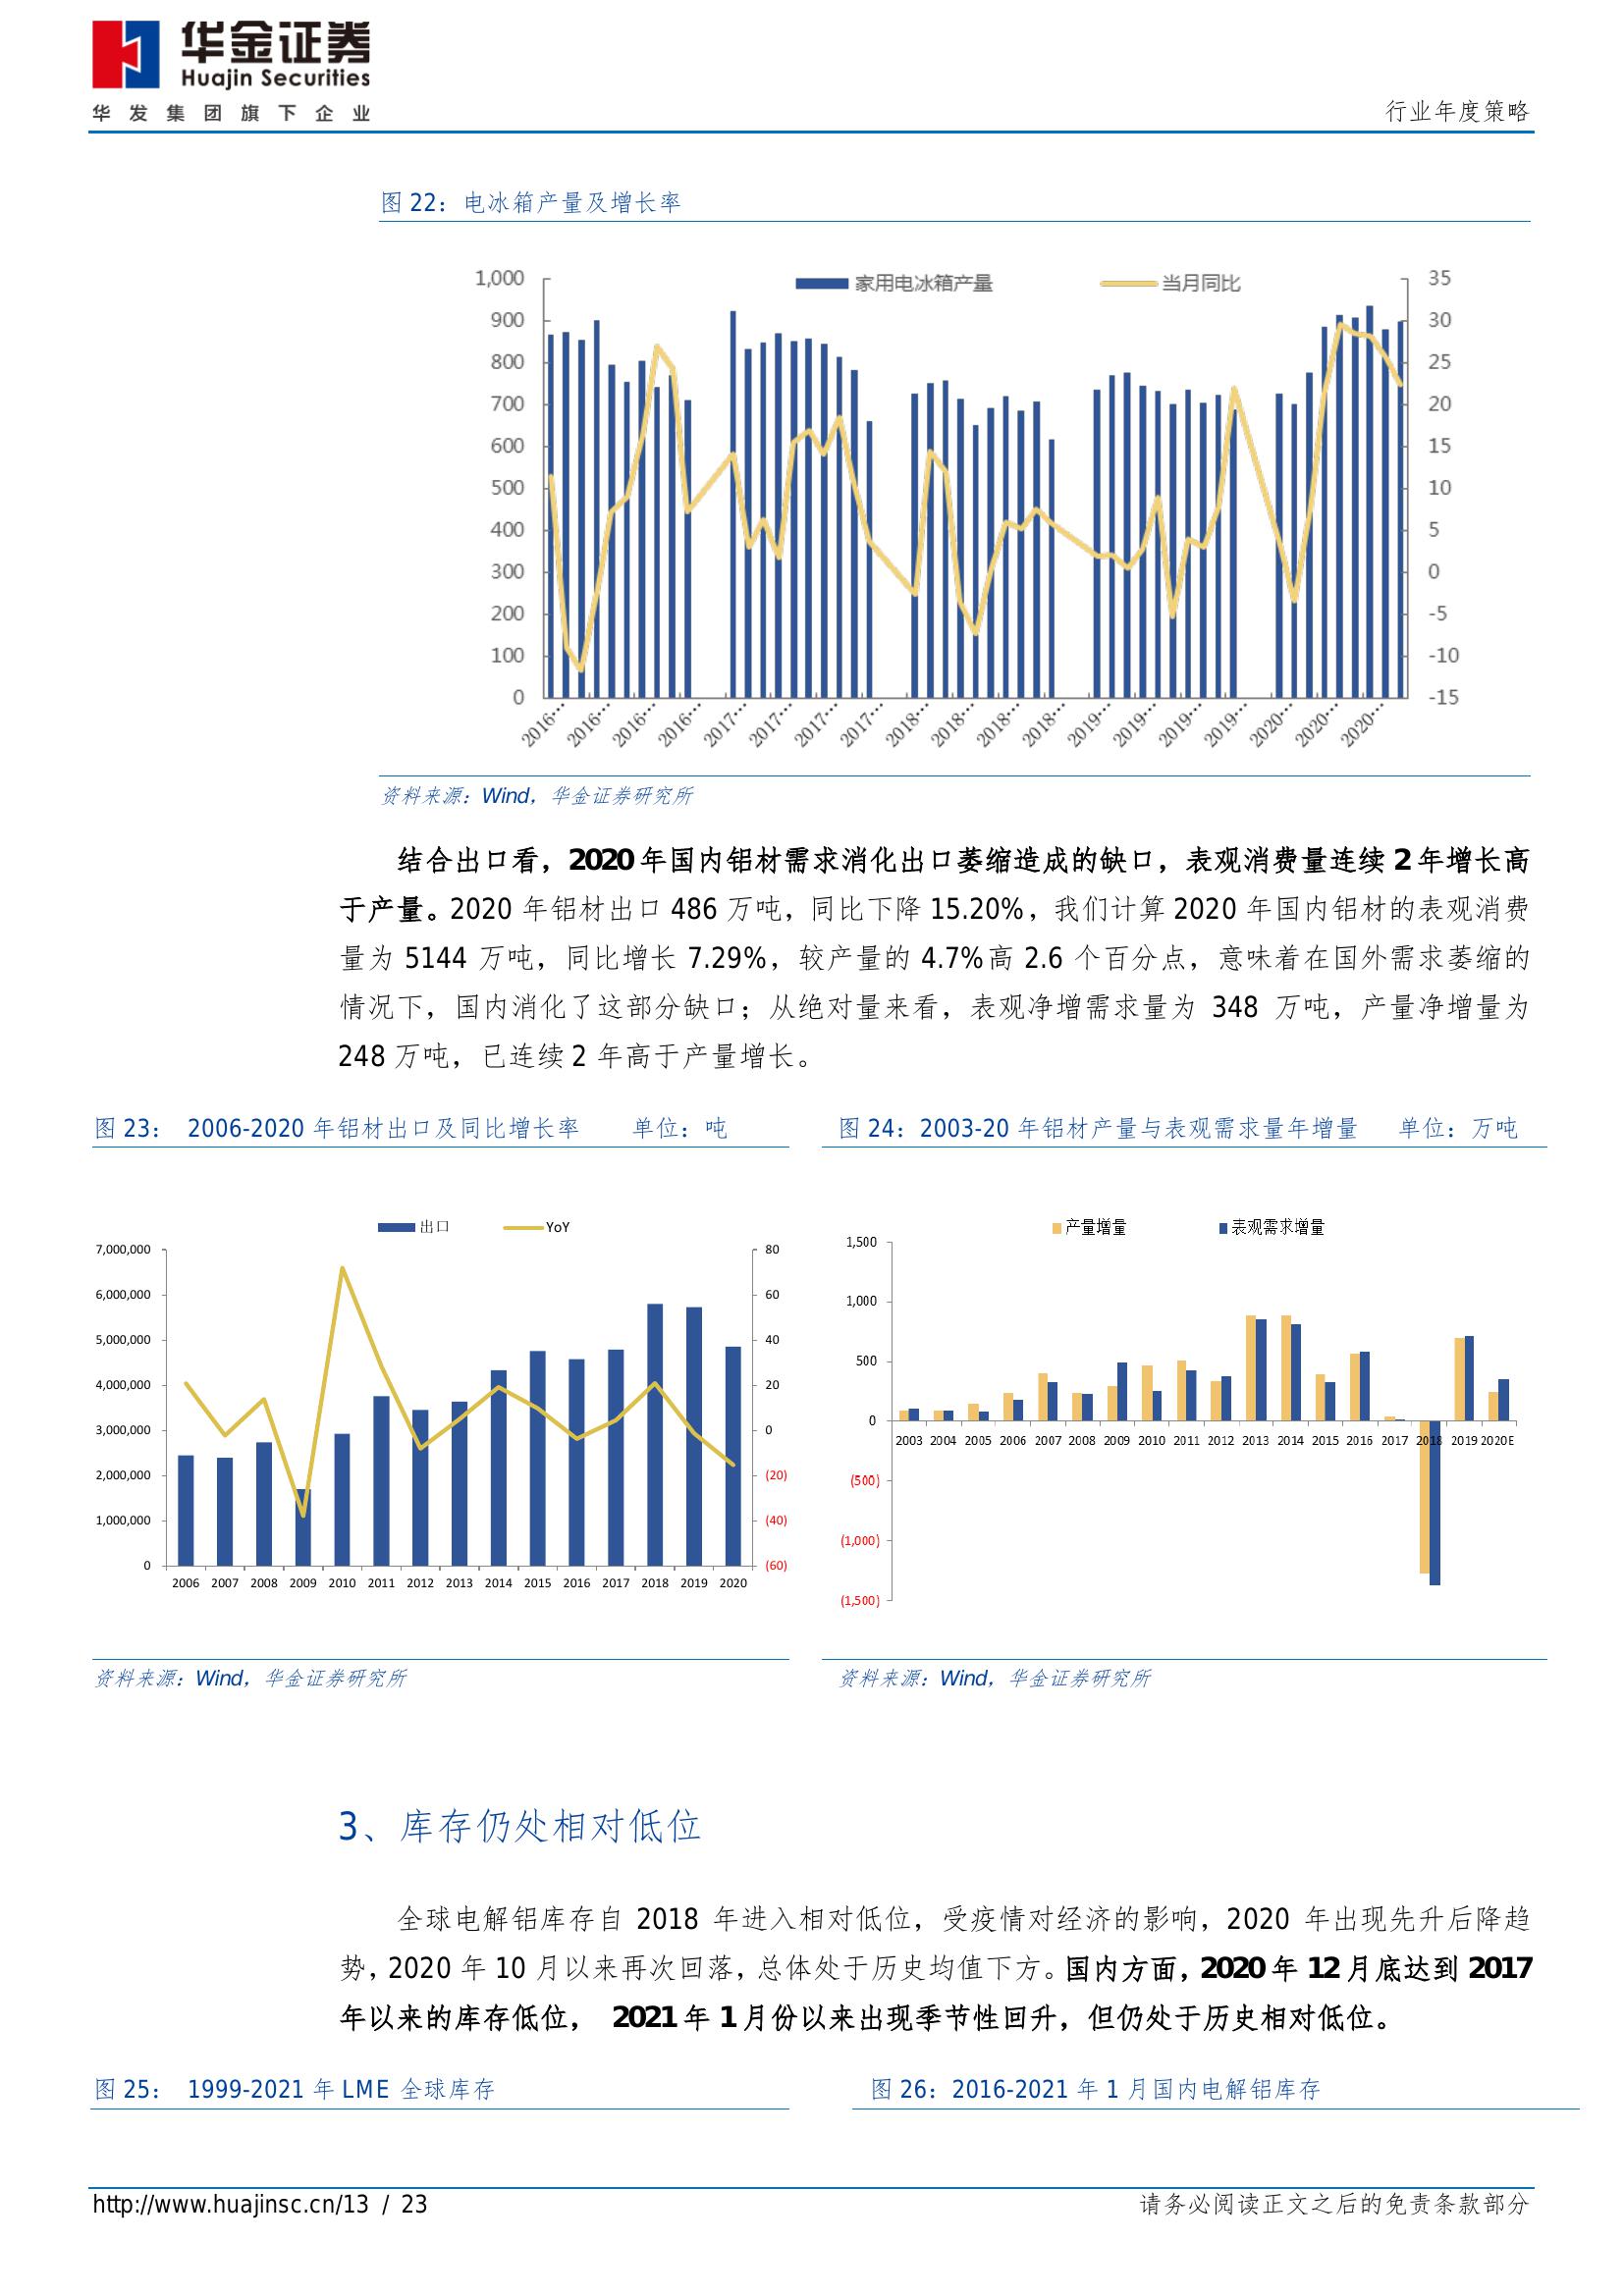 华金证券
Huajin Securities
华发集团旗下企业
行业年度策略
图 22：电冰箱产量及增长率
家用电冰箱产量 当月同比
1,000 35
900 30
800 25
700 20
600 15
500 10
400 5
300 0
200 -5
100 -10
0 -15
2016… 2016… 2016… 2016… 2017… 2017… 2017… 2017… 2018… 2018… 2018… 2018… 2019… 2019… 2019… 2019… 2020… 2020… 2020…
资料来源：Wind，华金证券研究所
结合出口看，2020 年国内铝材需求消化出口萎缩造成的缺口，表观消费量连续 2 年增长高
于产量。2020 年铝材出口 486 万吨，同比下降 15.20%，我们计算 2020 年国内铝材的表观消费
量为 5144 万吨，同比增长 7.29%，较产量的 4.7%高 2.6 个百分点，意味着在国外需求萎缩的
情况下，国内消化了这部分缺口；从绝对量来看，表观净增需求量为 348 万吨，产量净增量为
248 万吨，已连续 2 年高于产量增长。
图 23： 2006-2020 年铝材出口及同比增长率 单位：吨
出口 YoY
7,000,000 80
6,000,000 60
5,000,000 40
4,000,000 20
3,000,000 0
2,000,000 (20)
1,000,000 (40)
0 (60)
2006 2007 2008 2009 2010 2011 2012 2013 2014 2015 2016 2017 2018 2019 2020
资料来源：Wind，华金证券研究所
图 24：2003-20 年铝材产量与表观需求量年增量 单位：万吨
产量增量 表观需求增量
1,500
1,000
500
0
2003 2004 2005 2006 2007 2008 2009 2010 2011 2012 2013 2014 2015 2016 2017 2018 2019 2020E
(500)
(1,000)
(1,500)
资料来源：Wind，华金证券研究所
3、库存仍处相对低位
全球电解铝库存自 2018 年进入相对低位，受疫情对经济的影响，2020 年出现先升后降趋
势，2020 年 10 月以来再次回落，总体处于历史均值下方。国内方面，2020 年 12 月底达到 2017
年以来的库存低位， 2021 年 1 月份以来出现季节性回升，但仍处于历史相对低位。
图 25： 1999-2021 年 LME 全球库存
图 26：2016-2021 年 1 月国内电解铝库存
http://www.huajinsc.cn/13 / 23
请务必阅读正文之后的免责条款部分